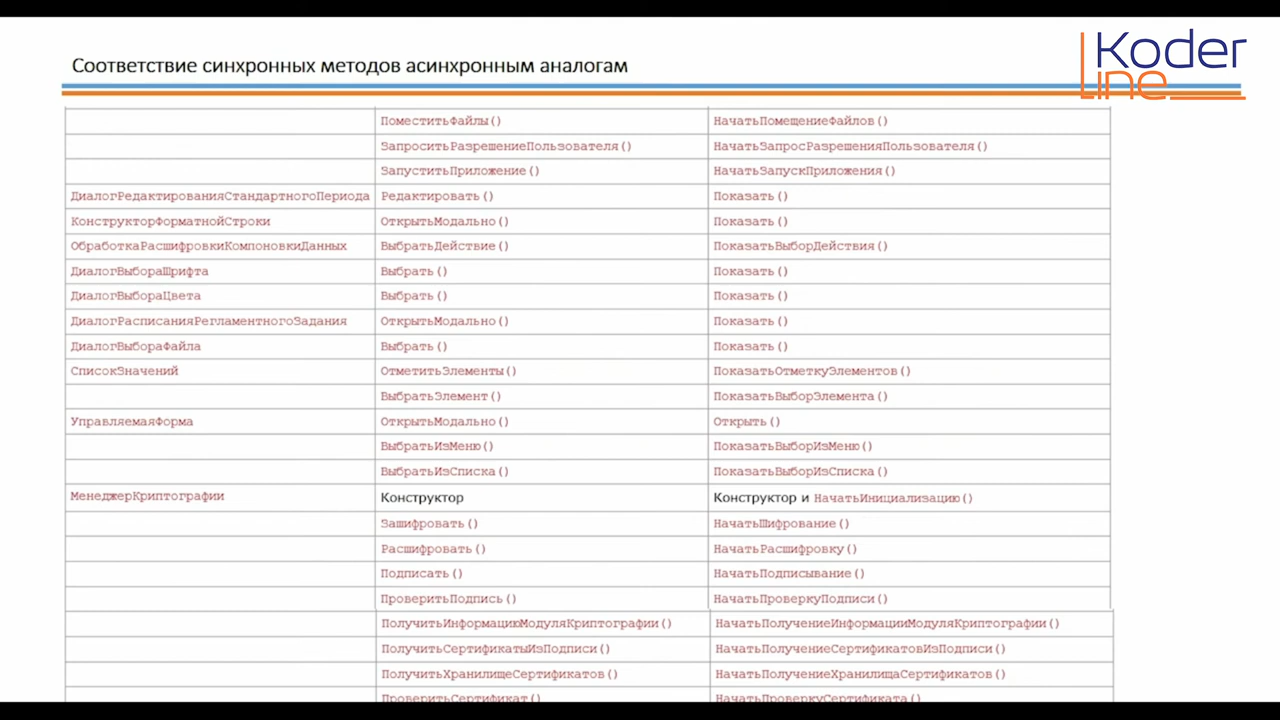 Koder
Line
Соответствие синхронных методов асинхронным аналогам
ПоместитьФайлы() НачатьПомещениеФайлов()
ЗапроситьРазрешениеПользователя() НачатьЗапросРазрешенияПользователя()
ЗапуститьПриложение() НачатьЗапускПриложения()
ДиалогРедактированияСтандартногоПериода Редактировать() Показать()
КонструкторФорматнойСтроки ОткрытьМодально() Показать()
ОбработкаРасшифровкиКомпоновкиДанных ВыбратьДействие() ПоказатьВыборДействия()
ДиалогВыбораШрифта Выбрать() Показать()
ДиалогВыбораЦвета Выбрать() Показать()
ДиалогРасписанияРегламентногоЗадания ОткрытьМодально() Показать()
ДиалогВыбораФайла Выбрать() Показать()
СписокЗначений ОтметитьЭлементы() ПоказатьОтметкуЭлементов()
ВыбратьЭлемент() ПоказатьВыборЭлемента()
УправляемаяФорма ОткрытьМодально() Открыть()
ВыбратьИзМеню() ПоказатьВыборИзМеню()
ВыбратьИзСписка() ПоказатьВыборИзСписка()
МенеджерКриптографии Конструктор Конструктор и НачатьИнициализацию()
Зашифровать() НачатьШифрование()
Расшифровать() НачатьРасшифровку()
Подписать() НачатьПодписывание()
ПроверитьПодпись() НачатьПроверкуПодписи()
ПолучитьИнформациюМодуляКриптографии() НачатьПолучениеИнформацииМодуляКриптографии()
ПолучитьСертификатыИзПодписи() НачатьПолучениеСертификатовИзПодписи()
ПолучитьХранилищеСертификатов() НачатьПолучениеХранилищаСертификатов()
ПроверитьСертификат() НачатьПроверкуСертификата()